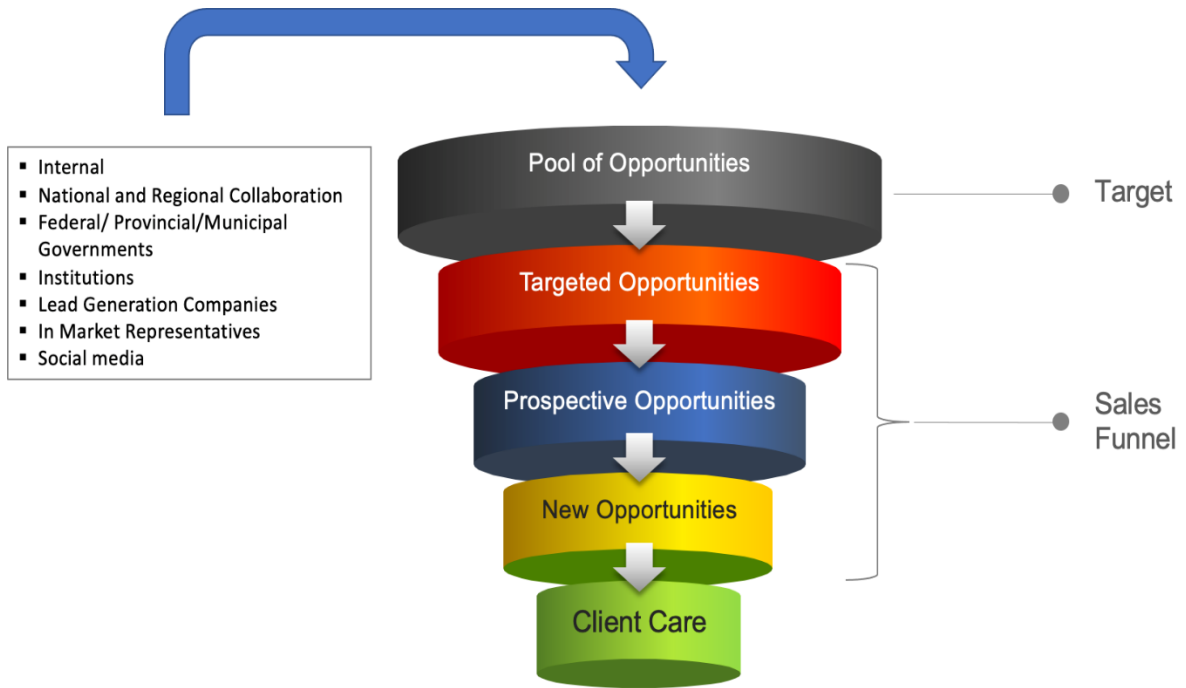 ▪ Internal
▪ National and Regional Collaboration
▪ Federal/ Provincial/Municipal
Governments
▪ Institutions
▪ Lead Generation Companies
▪ In Market Representatives
▪ Social media
Pool of Opportunities
Target
Targeted Opportunities
Prospective Opportunities
Sales
Funnel
New Opportunities
Client Care